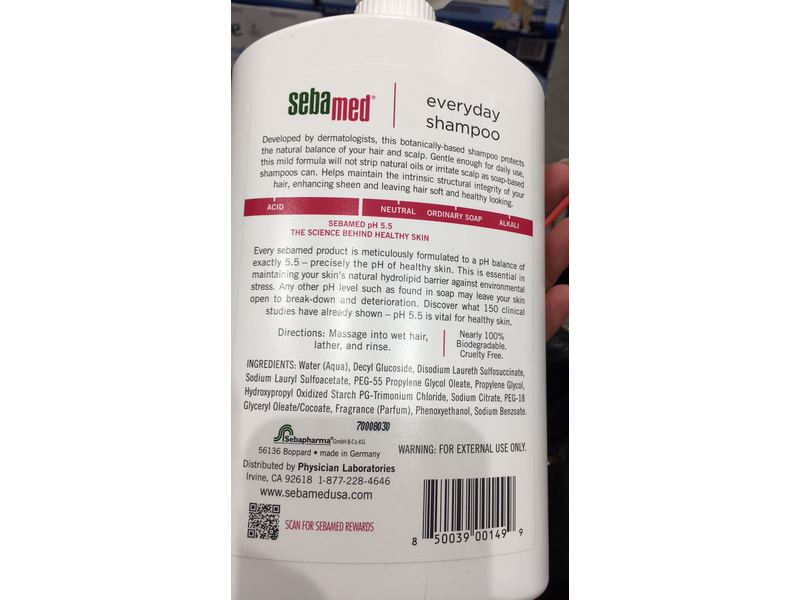 sebamed®
everyday
shampoo
Developed by dermatologists, this botanically-based shampoo protects
the natural balance of your hair and scalp. Gentle enough for daily use,
this mild formula will not strip natural oils or irritate scalp as soap-based
shampoos can. Helps maintain the intrinsic structural integrity of your
hair, enhancing sheen and leaving hair soft and healthy looking.
ACID NEUTRAL ORDINARY SOAP ALKALI
SEBAMED pH 5.5
THE SCIENCE BEHIND HEALTHY SKIN
Every sebamed product is meticulously formulated to a pH balance of
exactly 5.5 – precisely the pH of healthy skin. This is essential in
maintaining your skin's natural hydrolipid barrier against environmental
stress. Any other pH level such as found in soap may leave your skin
open to break-down and deterioration. Discover what 150 clinical
studies have already shown – pH 5.5 is vital for healthy skin.
Directions: Massage into wet hair,
lather, and rinse.
Nearly 100%
Biodegradable.
Cruelty Free.
INGREDIENTS: Water (Aqua), Decyl Glucoside, Disodium Laureth Sulfosuccinate,
Sodium Lauryl Sulfoacetate, PEG-55 Propylene Glycol Oleate, Propylene Glycol,
Hydroxypropyl Oxidized Starch PG-Trimonium Chloride, Sodium Citrate, PEG-18
Glyceryl Oleate/Cocoate, Fragrance (Parfum), Phenoxyethanol, Sodium Benzoate.
70008030
Sebapharma® GmbH & Co.KG
56136 Boppard • made in Germany
WARNING: FOR EXTERNAL USE ONLY.
Distributed by Physician Laboratories
Irvine, CA 92618 1-877-228-4646
www.sebamedusa.com
SCAN FOR SEBAMED REWARDS
8 50039 00149 9